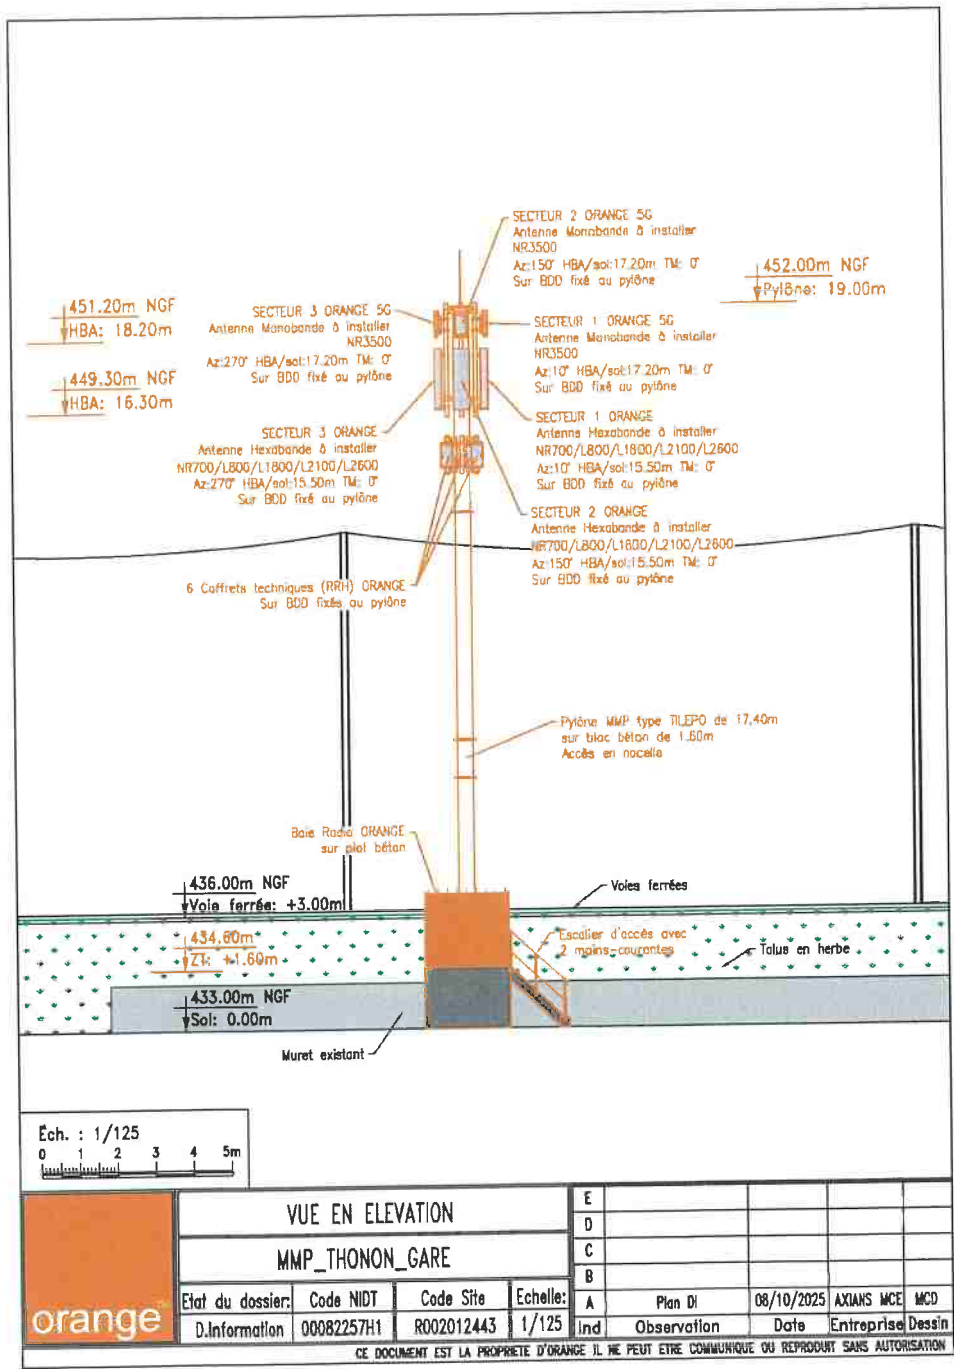 SECTEUR 2 ORANGE 5G
Antenne Monobande à installer
NR3500
Az:150° HBA/sol:17.20m TM: 0°
Sur BDD fixé au pylône
452.00m NGF
Pylône: 19.00m
451.20m NGF
HBA: 18.20m
SECTEUR 3 ORANGE 5G
Antenne Monobande à installer
NR3500
Az:270° HBA/sol:17.20m TM: 0°
Sur BDD fixé au pylône
SECTEUR 1 ORANGE 5G
Antenne Monobande à installer
NR3500
Az:10° HBA/sol:17.20m TM: 0°
Sur BDD fixé au pylône
449.30m NGF
HBA: 16.30m
SECTEUR 3 ORANGE
Antenne Hexabande à installer
NR700/L800/L1800/L2100/L2600
Az:270° HBA/sol:15.50m TM: 0°
Sur BDD fixé au pylône
SECTEUR 1 ORANGE
Antenne Hexabande à installer
NR700/L800/L1800/L2100/L2600
Az:10° HBA/sol:15.50m TM: 0°
Sur BDD fixé au pylône
SECTEUR 2 ORANGE
Antenne Hexabande à installer
NR700/L800/L1800/L2100/L2600
Az:150° HBA/sol:15.50m TM: 0°
Sur BDD fixé au pylône
6 Coffrets techniques (RRH) ORANGE
Sur BDD fixés au pylône
Pylône MMP type TILEPO de 17,40m
sur bloc béton de 1.60m
Accès en nacelle
Baie Radio ORANGE
sur plot béton
436.00m NGF
Voie ferrée: +3.00m
Voies ferrées
434.60m
ZT: +1.60m
Escalier d'accès avec
2 mains-courantes
Talus en herbe
433.00m NGF
Sol: 0.00m
Muret existant
Éch. : 1/125
0 1 2 3 4 5m
orange
VUE EN ELEVATION
MMP_THONON_GARE
Etat du dossier: Code NIDT Code Site Echelle:
D.Information 00082257H1 R002012443 1/125
E
D
C
B
A Plan DI 08/10/2025 AXIANS MCE MCD
Ind Observation Date Entreprise Dessin
CE DOCUMENT EST LA PROPRIETE D'ORANGE IL NE PEUT ETRE COMMUNIQUE OU REPRODUIT SANS AUTORISATION